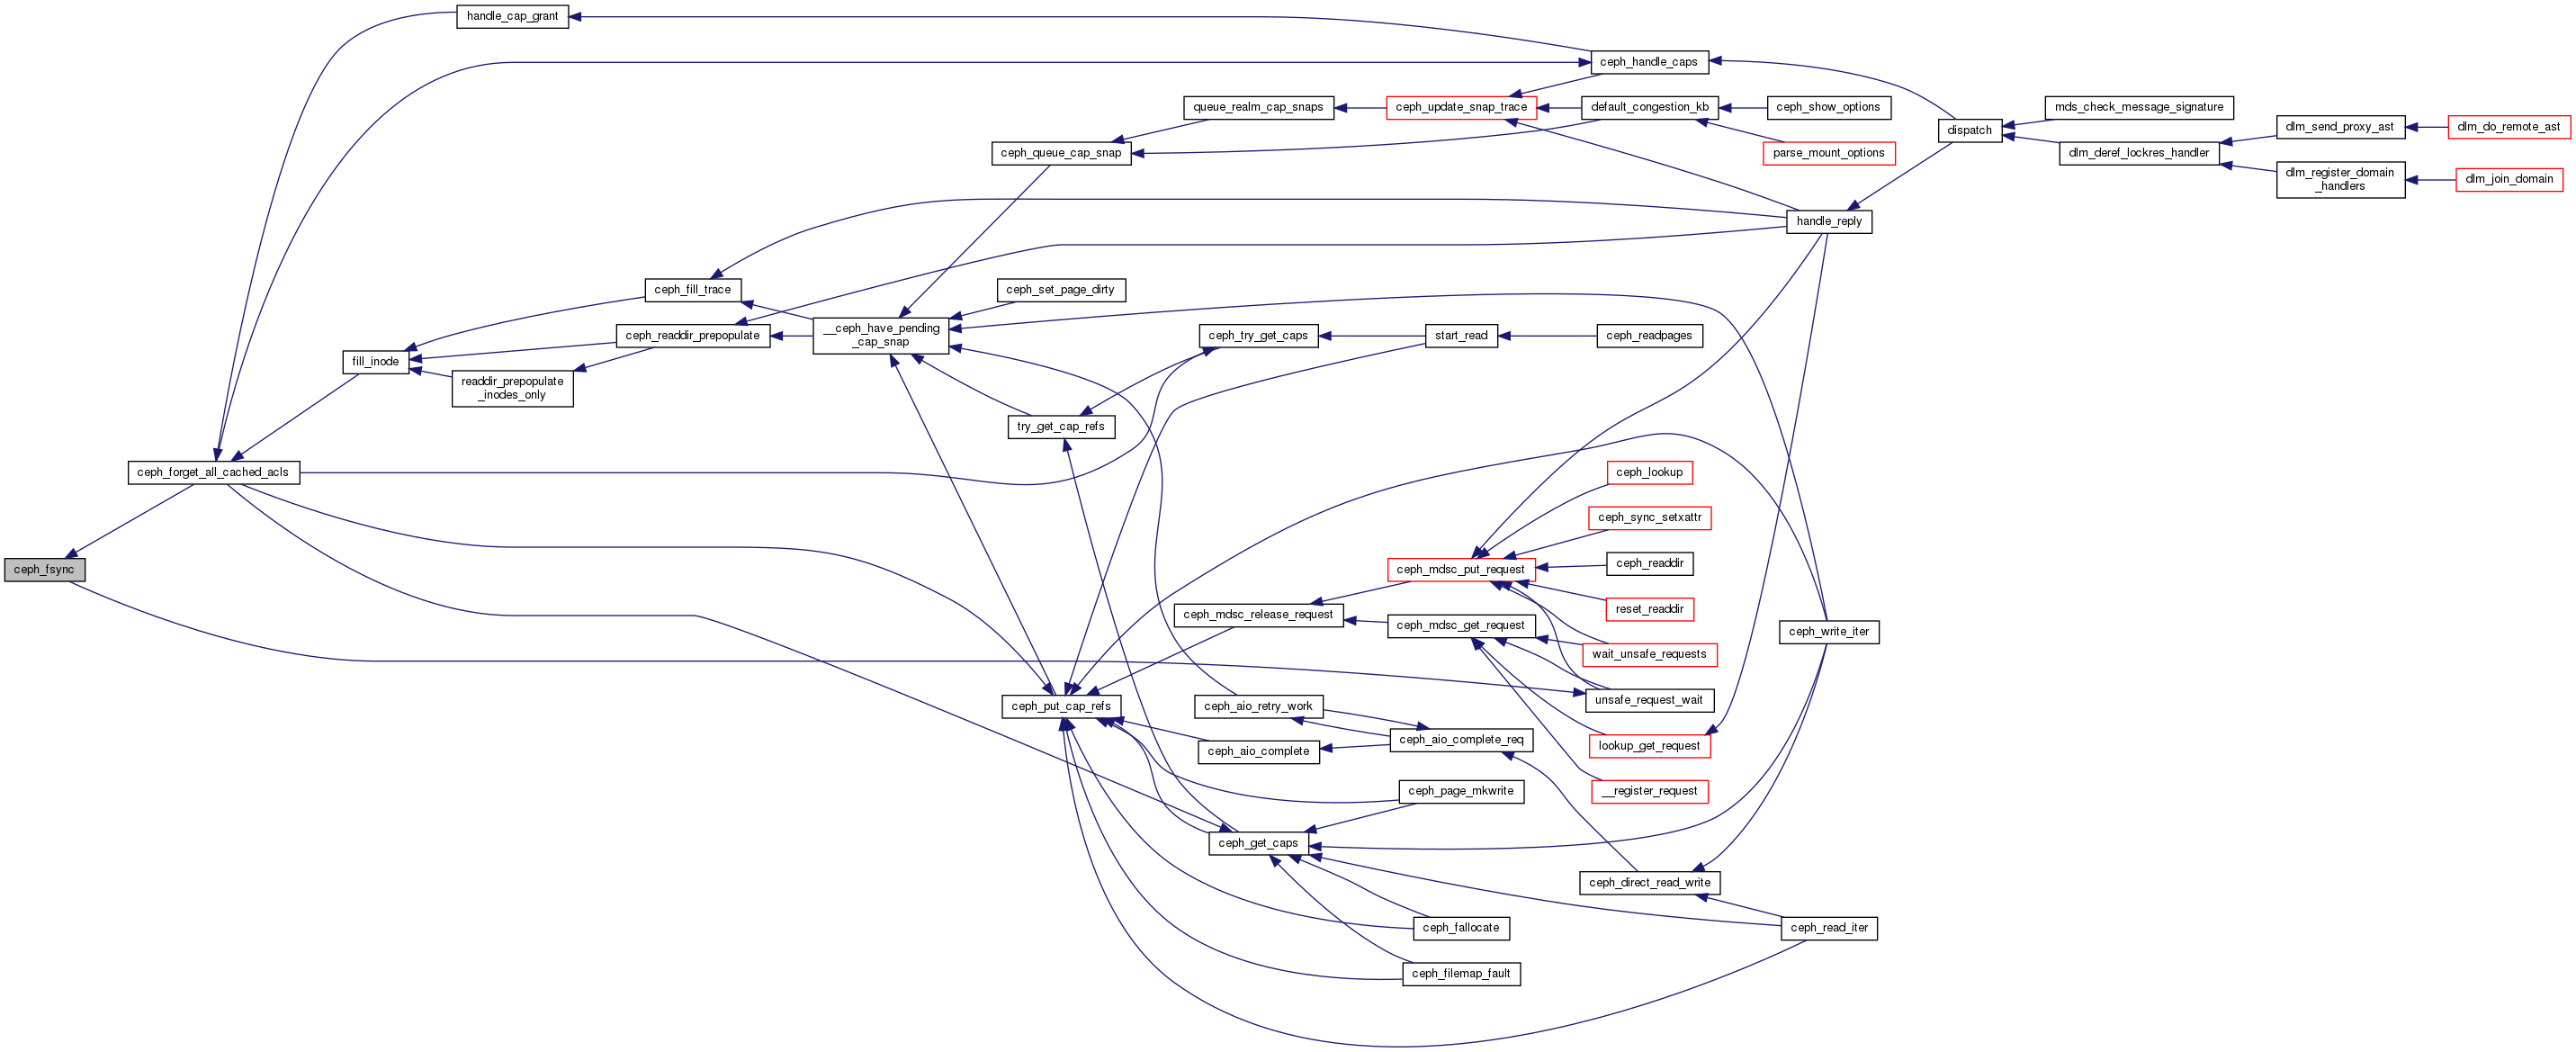 handle_cap_grant
ceph_handle_caps
queue_realm_cap_snaps
ceph_update_snap_trace
default_congestion_kb
ceph_show_options
mds_check_message_signature
dispatch
dlm_send_proxy_ast
dlm_do_remote_ast
ceph_queue_cap_snap
parse_mount_options
dlm_deref_lockres_handler
dlm_register_domain
_handlers
dlm_join_domain
handle_reply
ceph_fill_trace
ceph_set_page_dirty
ceph_readdir_prepopulate
__ceph_have_pending
_cap_snap
ceph_try_get_caps
start_read
ceph_readpages
fill_inode
readdir_prepopulate
_inodes_only
try_get_cap_refs
ceph_forget_all_cached_acls
ceph_lookup
ceph_sync_setxattr
ceph_fsync
ceph_mdsc_put_request
ceph_readdir
reset_readdir
ceph_mdsc_release_request
ceph_mdsc_get_request
ceph_write_iter
wait_unsafe_requests
ceph_put_cap_refs
ceph_aio_retry_work
unsafe_request_wait
ceph_aio_complete
ceph_aio_complete_req
lookup_get_request
ceph_page_mkwrite
__register_request
ceph_get_caps
ceph_direct_read_write
ceph_fallocate
ceph_read_iter
ceph_filemap_fault